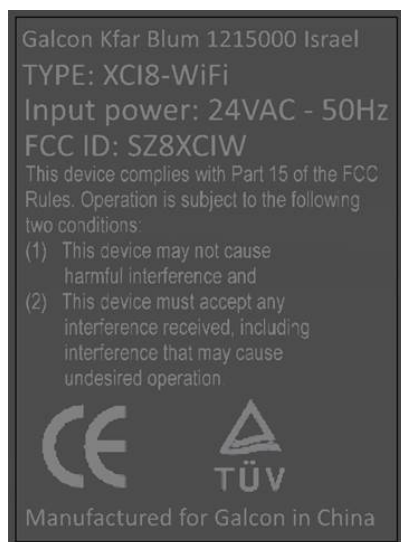 Galcon Kfar Blum 1215000 Israel
TYPE: XCI8-WiFi
Input power: 24VAC - 50Hz
FCC ID: SZ8XCIW
This device complies with Part 15 of the FCC
Rules. Operation is subject to the following
two conditions:
(1) This device may not cause
harmful interference and
(2) This device must accept any
interference received, including
interference that may cause
undesired operation
CE
TÜV
Manufactured for Galcon in China